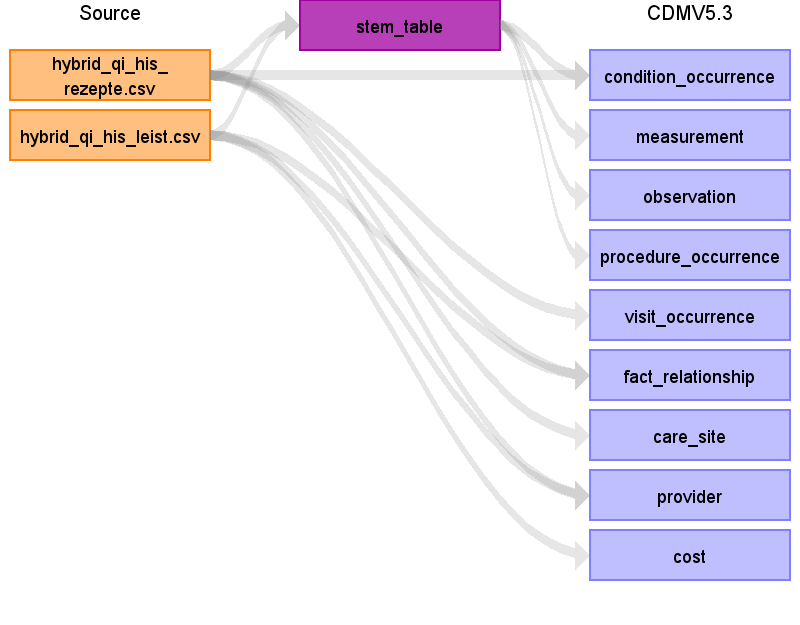 Source
stem_table
CDMV5.3
hybrid_qi_his_
rezepte.csv
hybrid_qi_his_leist.csv
condition_occurrence
measurement
observation
procedure_occurrence
visit_occurrence
fact_relationship
care_site
provider
cost